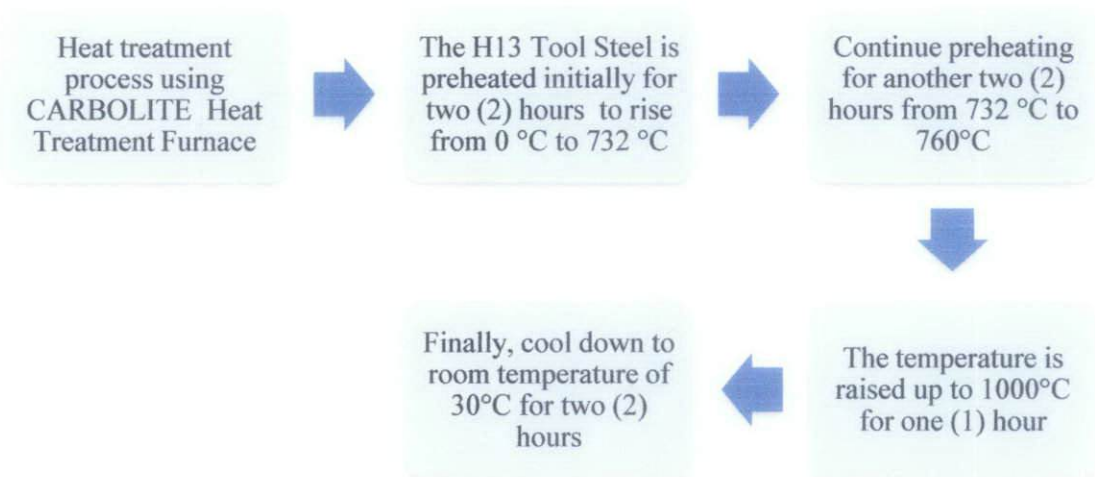 Heat treatment
process using
CARBOLITE Heat
Treatment Furnace
The H13 Tool Steel is
preheated initially for
two (2) hours to rise
from 0 °C to 732 °C
Continue preheating
for another two (2)
hours from 732 °C to
760°C
The temperature is
raised up to 1000°C
for one (1) hour
Finally, cool down to
room temperature of
30°C for two (2)
hours